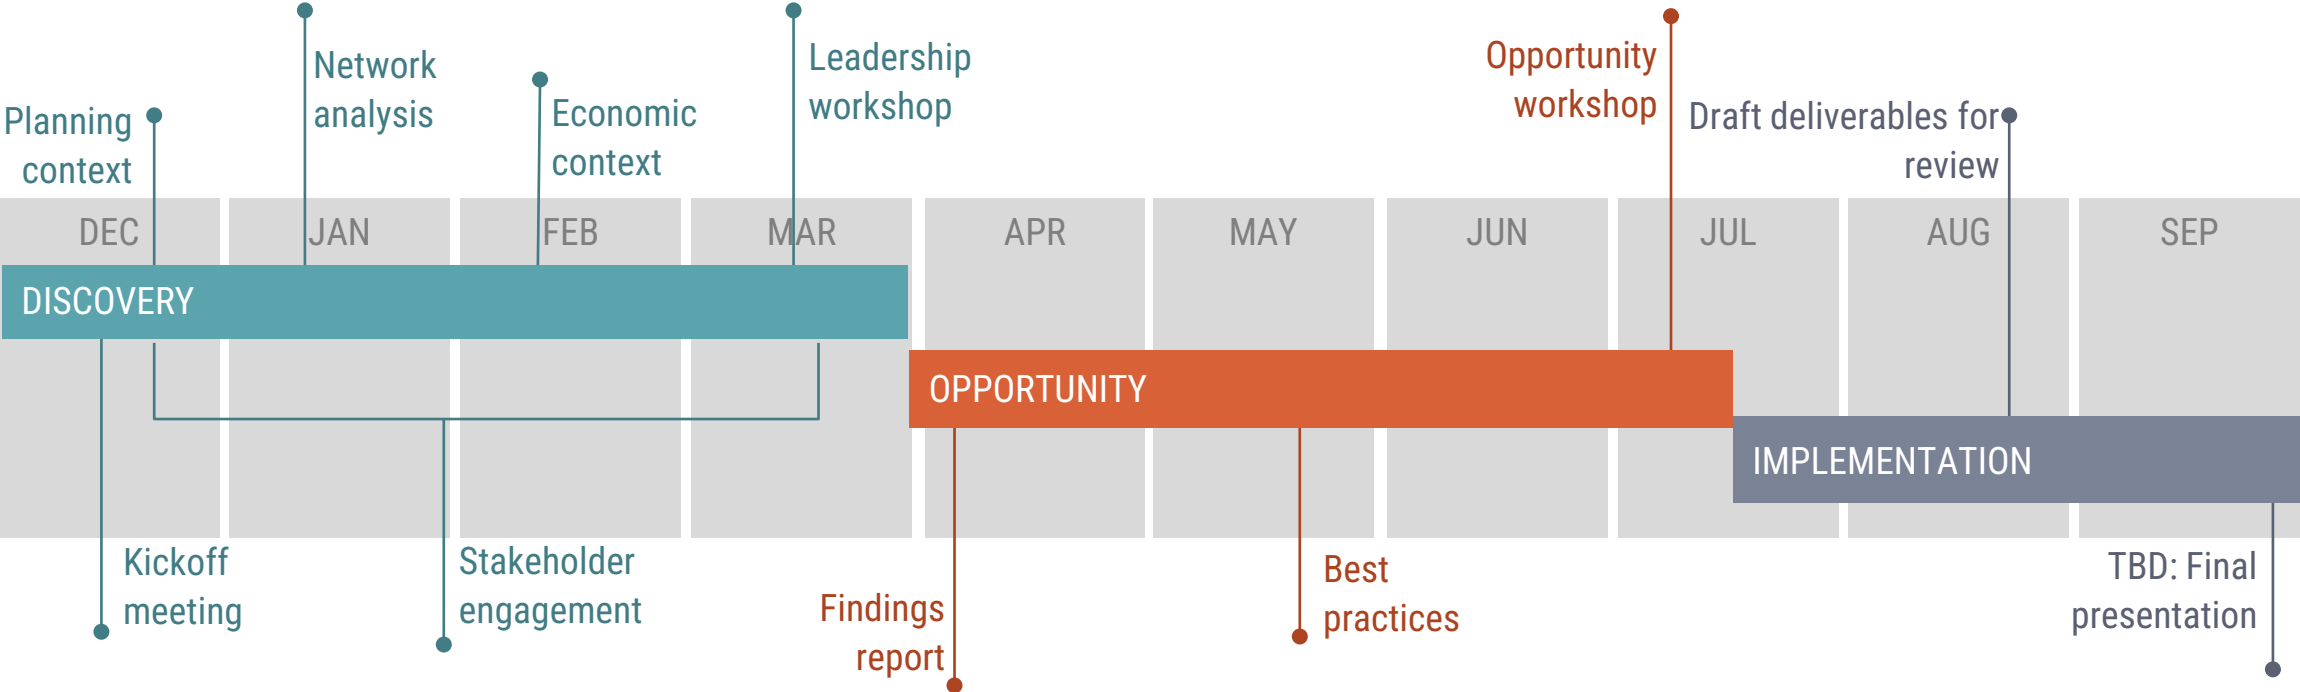 Network
analysis
Leadership
workshop
Opportunity
workshop
Planning
context
Economic
context
Draft deliverables for
review
DEC
JAN
FEB
MAR
APR
MAY
JUN
JUL
AUG
SEP
DISCOVERY
OPPORTUNITY
IMPLEMENTATION
Kickoff
meeting
Stakeholder
engagement
Findings
report
Best
practices
TBD: Final
presentation